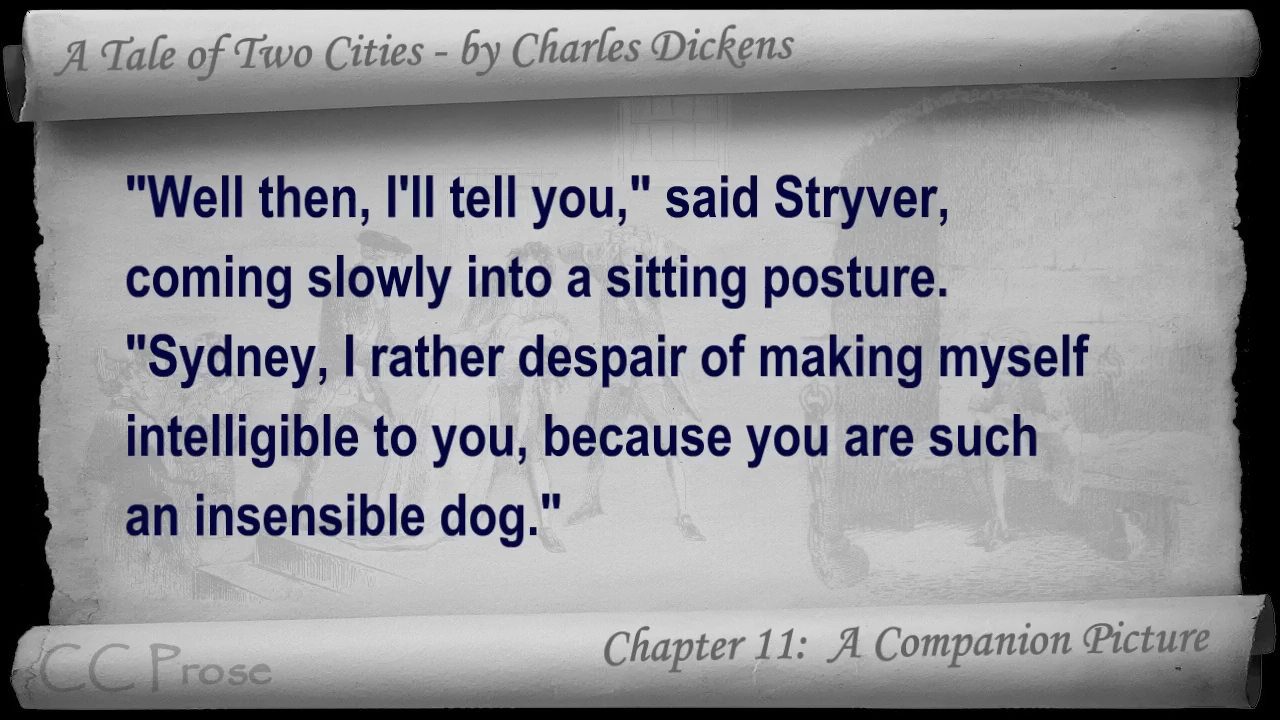 A Tale of Two Cities - by Charles Dickens
"Well then, I'll tell you," said Stryver,
coming slowly into a sitting posture.
"Sydney, I rather despair of making myself
intelligible to you, because you are such
an insensible dog."
Chapter 11:  A Companion Picture
CC Prose